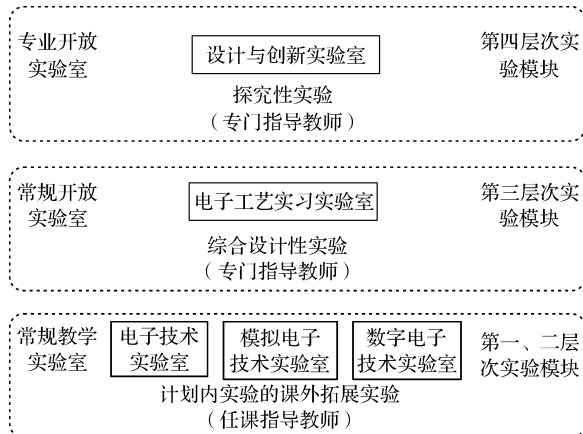 专业开放
实验室
设计与创新实验室
探究性实验
（专门指导教师）
第四层次实
验模块
常规开放
实验室
电子工艺实习实验室
综合设计性实验
（专门指导教师）
第三层次实
验模块
常规教学
实验室
电子技术
实验室
模拟电子
技术实验室
数字电子
技术实验室
计划内实验的课外拓展实验
（任课指导教师）
第一、二层
次实验模块